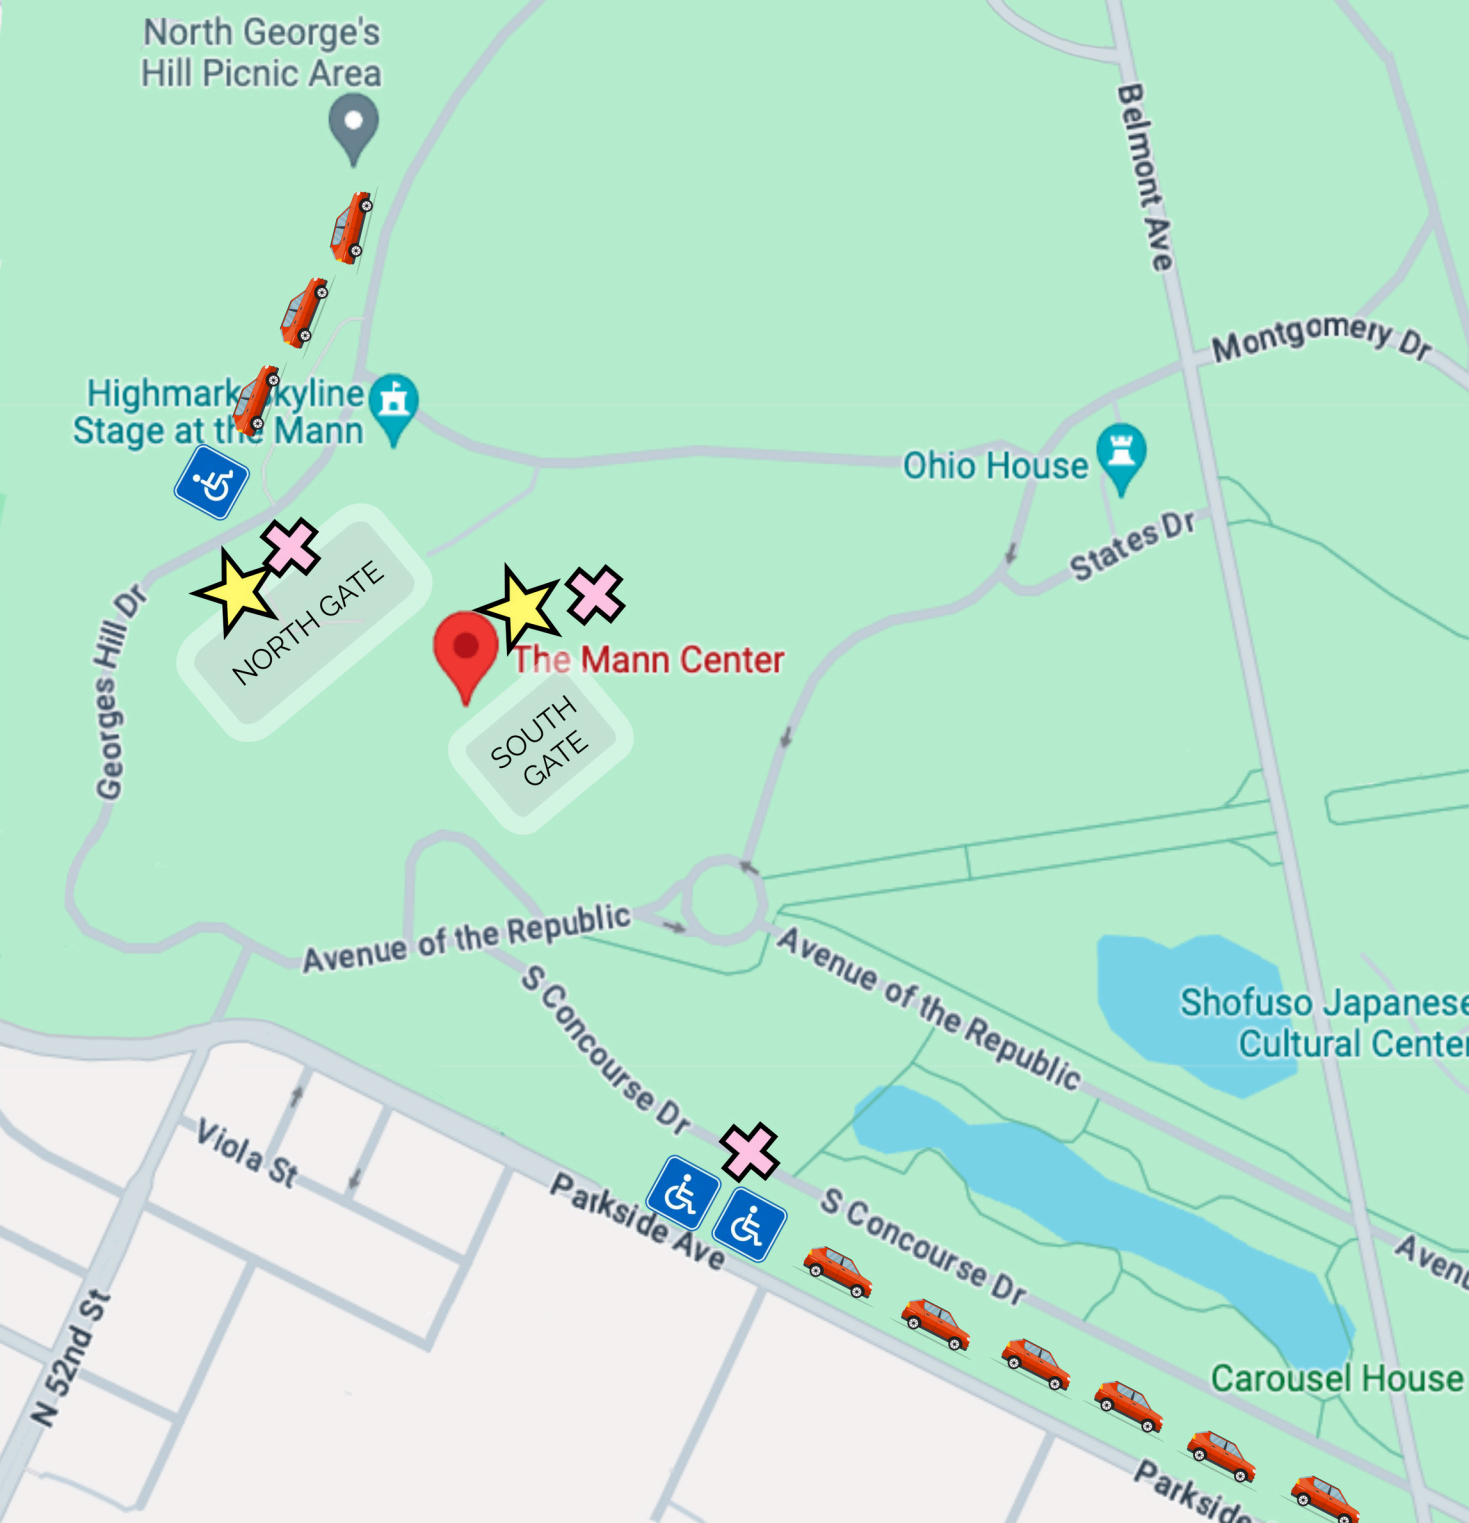 North George's
Hill Picnic Area
Belmont Ave
Montgomery Dr
Highmark Skyline
Stage at the Mann
Ohio House
States Dr
NORTH GATE
Georges Hill Dr
The Mann Center
SOUTH
GATE
Avenue of the Republic
S Concourse Dr
Avenue of the Republic
Shofuso Japanese
Cultural Center
Viola St
Parkside Ave
S Concourse Dr
Avenu
N 52nd St
Carousel House
Parkside